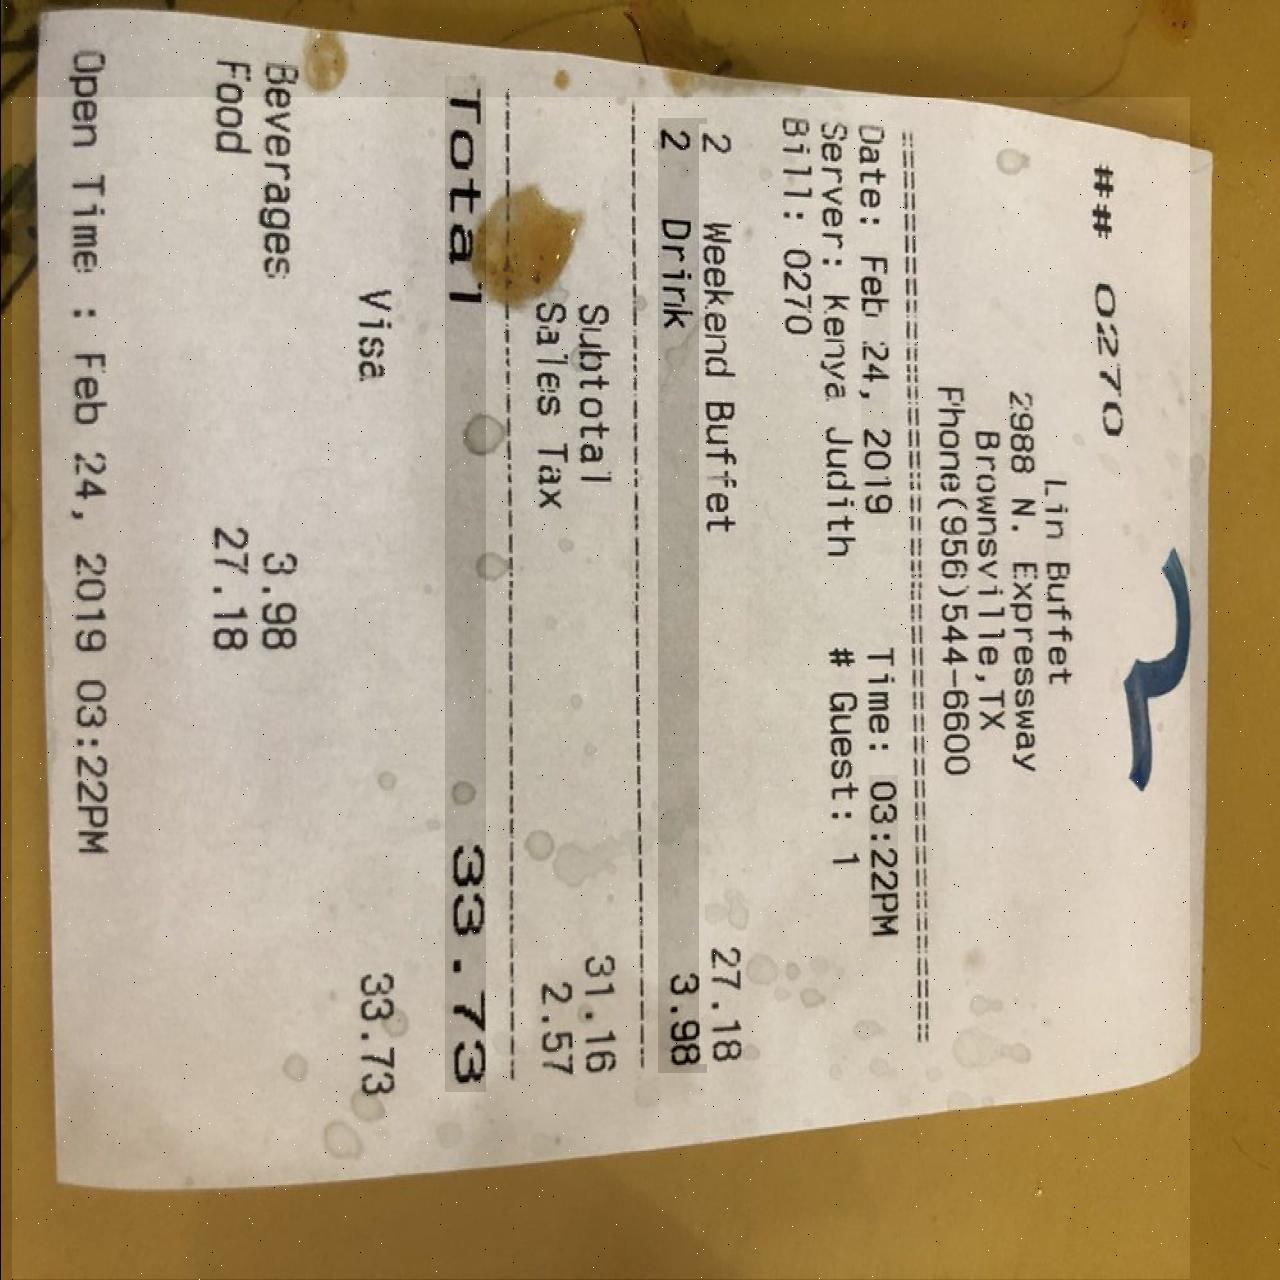 ## 0270
Lin Buffet
2988 N. Expressway
Brownsville,TX
Phone(956)544-6600
================================================
Date: Feb 24, 2019 Time: 03:22PM
Server: Kenya Judith # Guest: 1
Bill: 0270
2 Weekend Buffet 27.18
2 Drink 3.98
------------------------------------------------
Subtotal 31.16
Sales Tax 2.57
------------------------------------------------
Total 33.73
Visa 33.73
Beverages 3.98
Food 27.18
Open Time : Feb 24, 2019 03:22PM